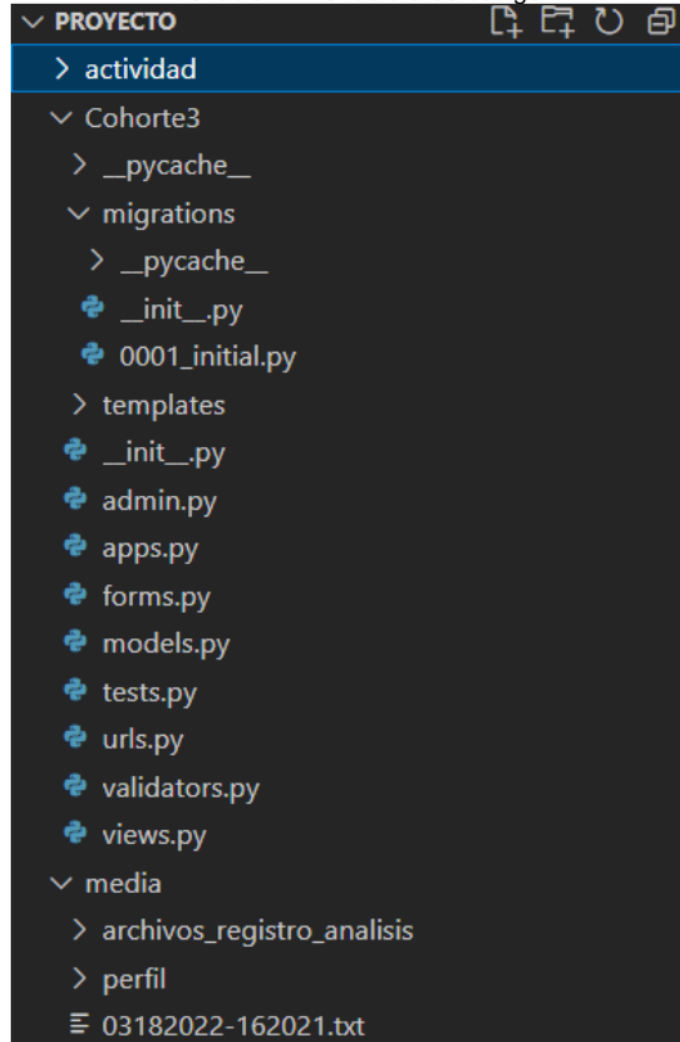 PROYECTO
actividad
Cohorte3
__pycache__
migrations
__pycache__
__init__.py
0001_initial.py
templates
__init__.py
admin.py
apps.py
forms.py
models.py
tests.py
urls.py
validators.py
views.py
media
archivos_registro_analisis
perfil
03182022-162021.txt